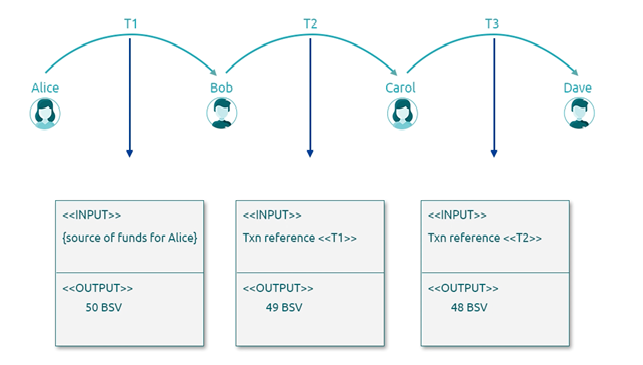 T1
T2
T3
Alice
Bob
Carol
Dave
<<INPUT>>
{source of funds for Alice}
<<OUTPUT>>
50 BSV
<<INPUT>>
Txn reference <<T1>>
<<OUTPUT>>
49 BSV
<<INPUT>>
Txn reference <<T2>>
<<OUTPUT>>
48 BSV